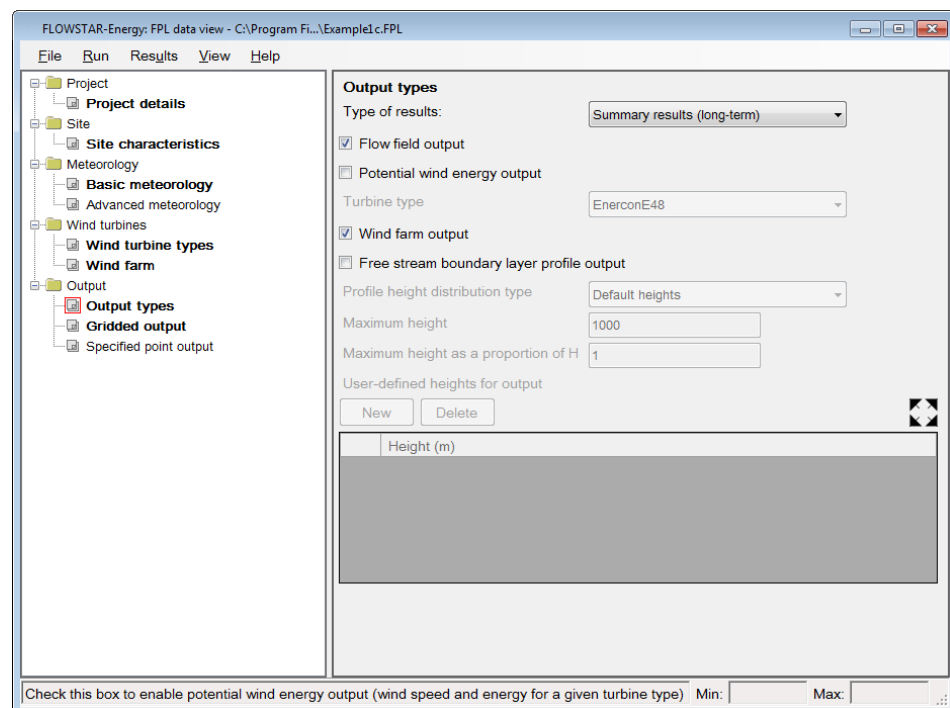 FLOWSTAR-Energy: FPL data view - C:\Program Fi...\Example1c.FPL
File Run Results View Help
Project
Project details
Site
Site characteristics
Meteorology
Basic meteorology
Advanced meteorology
Wind turbines
Wind turbine types
Wind farm
Output
Output types
Gridded output
Specified point output
Output types
Type of results: Summary results (long-term)
Flow field output
Potential wind energy output
Turbine type EnerconE48
Wind farm output
Free stream boundary layer profile output
Profile height distribution type Default heights
Maximum height 1000
Maximum height as a proportion of H 1
User-defined heights for output
New Delete
Height (m)
Check this box to enable potential wind energy output (wind speed and energy for a given turbine type) Min: Max: